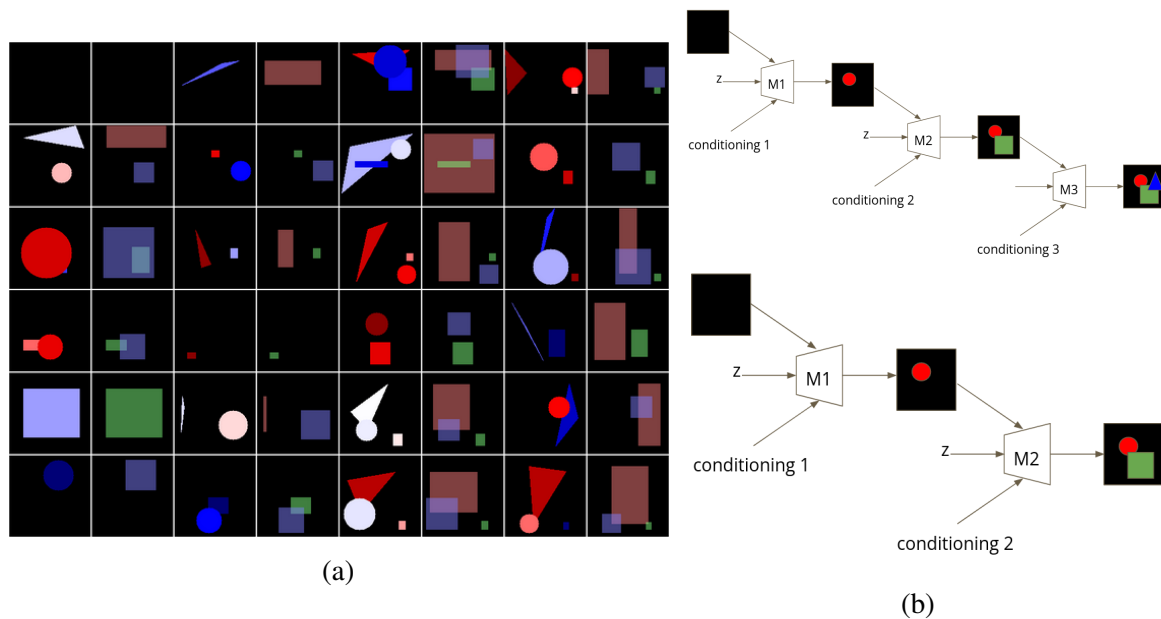 z
M1
conditioning 1
z
M2
conditioning 2
M3
conditioning 3
z
M1
conditioning 1
z
M2
conditioning 2
(a)
(b)